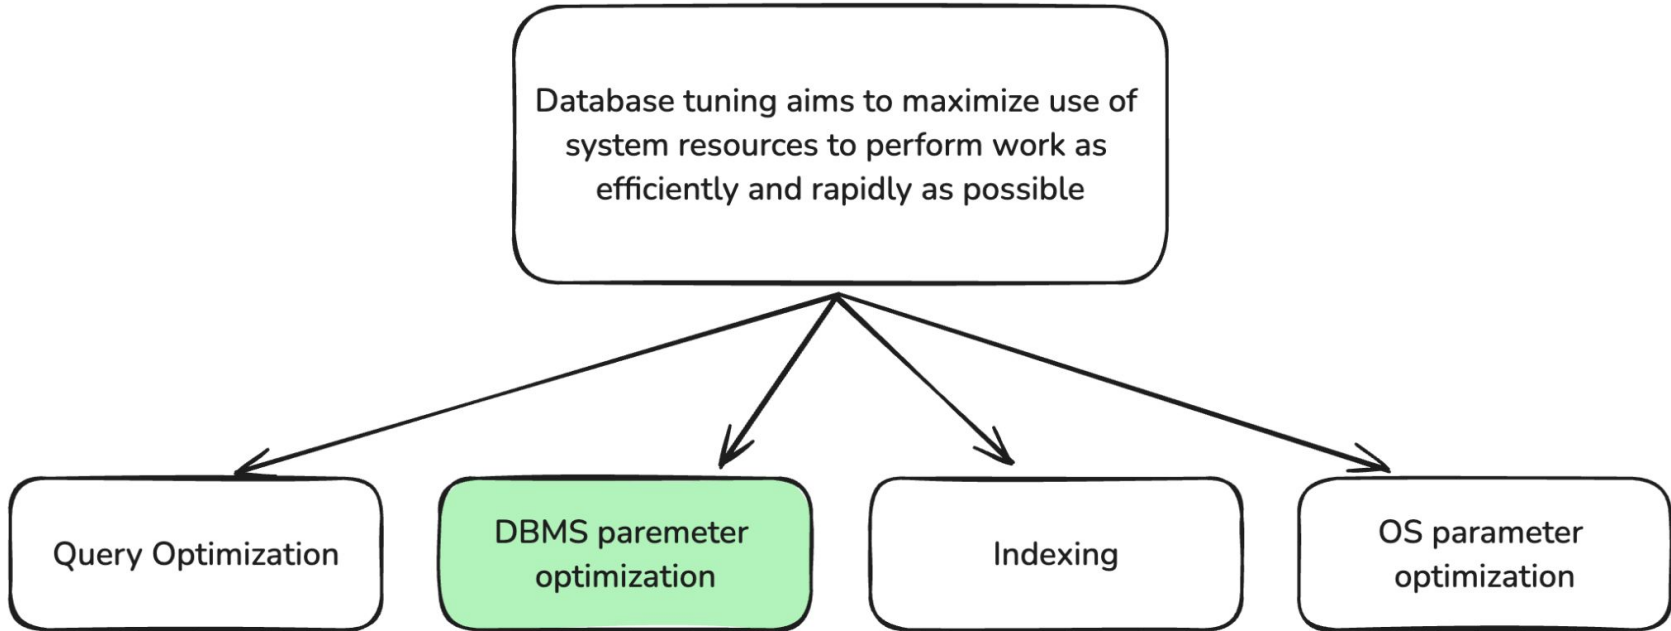 Database tuning aims to maximize use of
system resources to perform work as
efficiently and rapidly as possible
Query Optimization
DBMS paremeter
optimization
Indexing
OS parameter
optimization